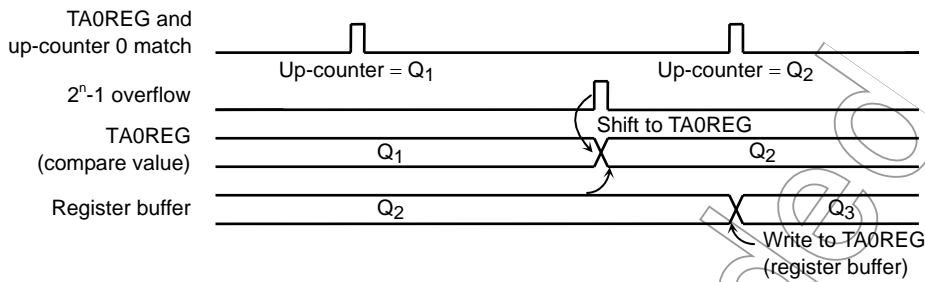 TA0REG and
up-counter 0 match
Up-counter = Q1
Up-counter = Q2
2n-1 overflow
Shift to TA0REG
TA0REG
(compare value)
Q1
Q2
Register buffer
Q2
Q3
Write to TA0REG
(register buffer)